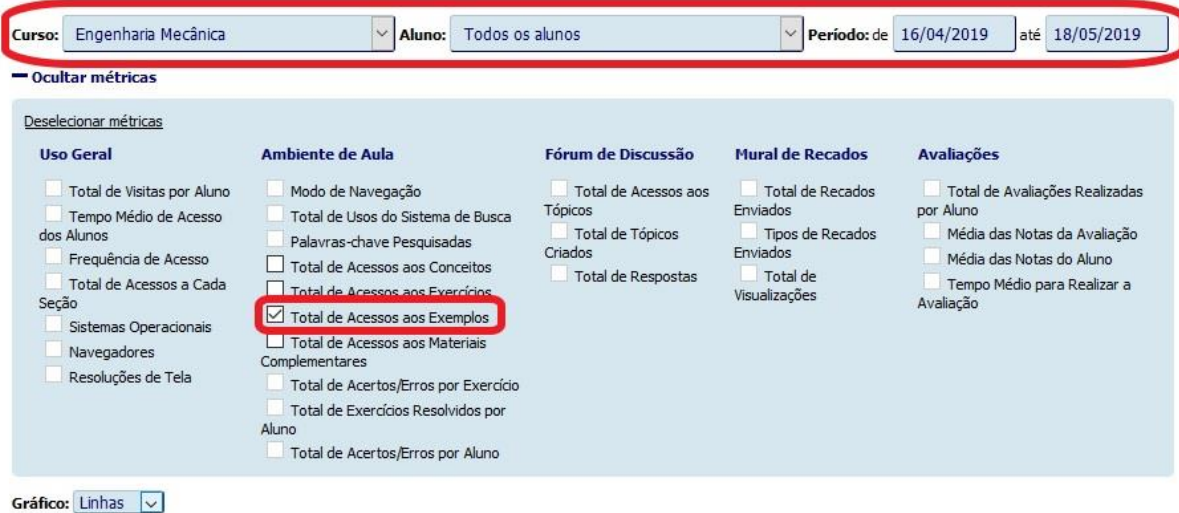 Curso: Engenharia Mecânica Aluno: Todos os alunos Período: de 16/04/2019 até 18/05/2019
Ocultar métricas
Deselecionar métricas
Uso Geral
Total de Visitas por Aluno
Tempo Médio de Acesso
dos Alunos
Frequência de Acesso
Total de Acessos a Cada
Seção
Sistemas Operacionais
Navegadores
Resoluções de Tela
Ambiente de Aula
Modo de Navegação
Total de Usos do Sistema de Busca
Palavras-chave Pesquisadas
Total de Acessos aos Conceitos
Total de Acessos aos Exercícios
Total de Acessos aos Exemplos
Total de Acessos aos Materiais
Complementares
Total de Acertos/Erros por Exercício
Total de Exercícios Resolvidos por
Aluno
Total de Acertos/Erros por Aluno
Fórum de Discussão
Total de Acessos aos
Tópicos
Total de Tópicos
Criados
Total de Respostas
Mural de Recados
Total de Recados
Enviados
Tipos de Recados
Enviados
Total de
Visualizações
Avaliações
Total de Avaliações Realizadas
por Aluno
Média das Notas da Avaliação
Média das Notas do Aluno
Tempo Médio para Realizar a
Avaliação
Gráfico: Linhas